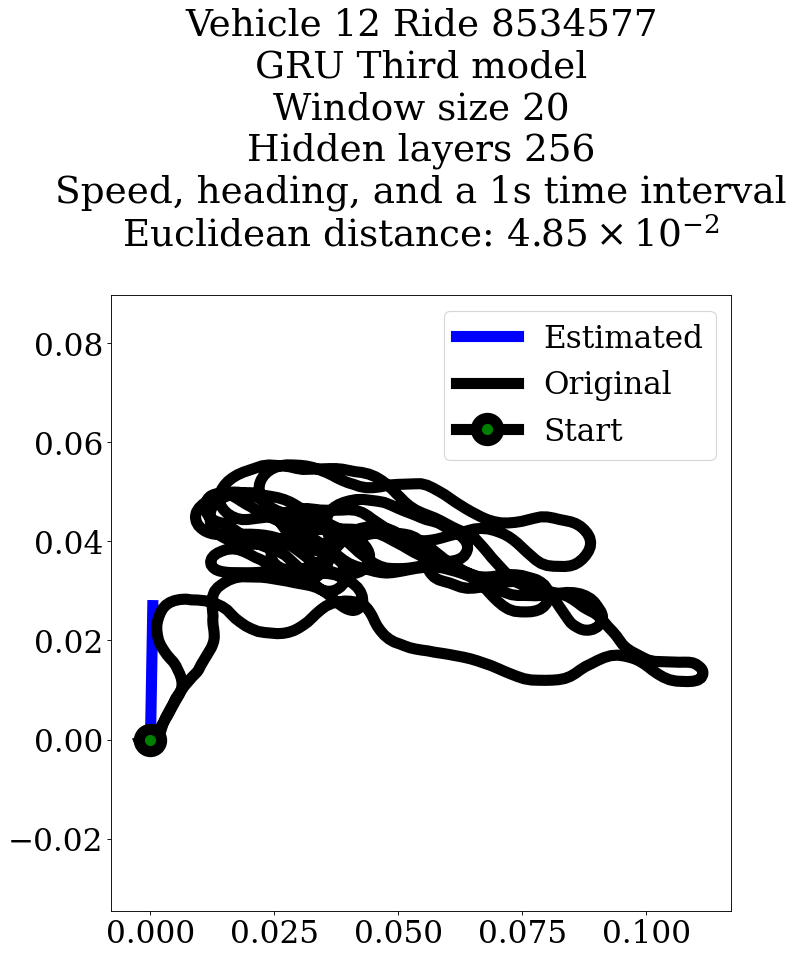 Vehicle 12 Ride 8534577
GRU Third model
Window size 20
Hidden layers 256
Speed, heading, and a 1s time interval
Euclidean distance: 4.85 × 10⁻²
Estimated
Original
Start
0.08
0.06
0.04
0.02
0.00
−0.02
0.000 0.025 0.050 0.075 0.100